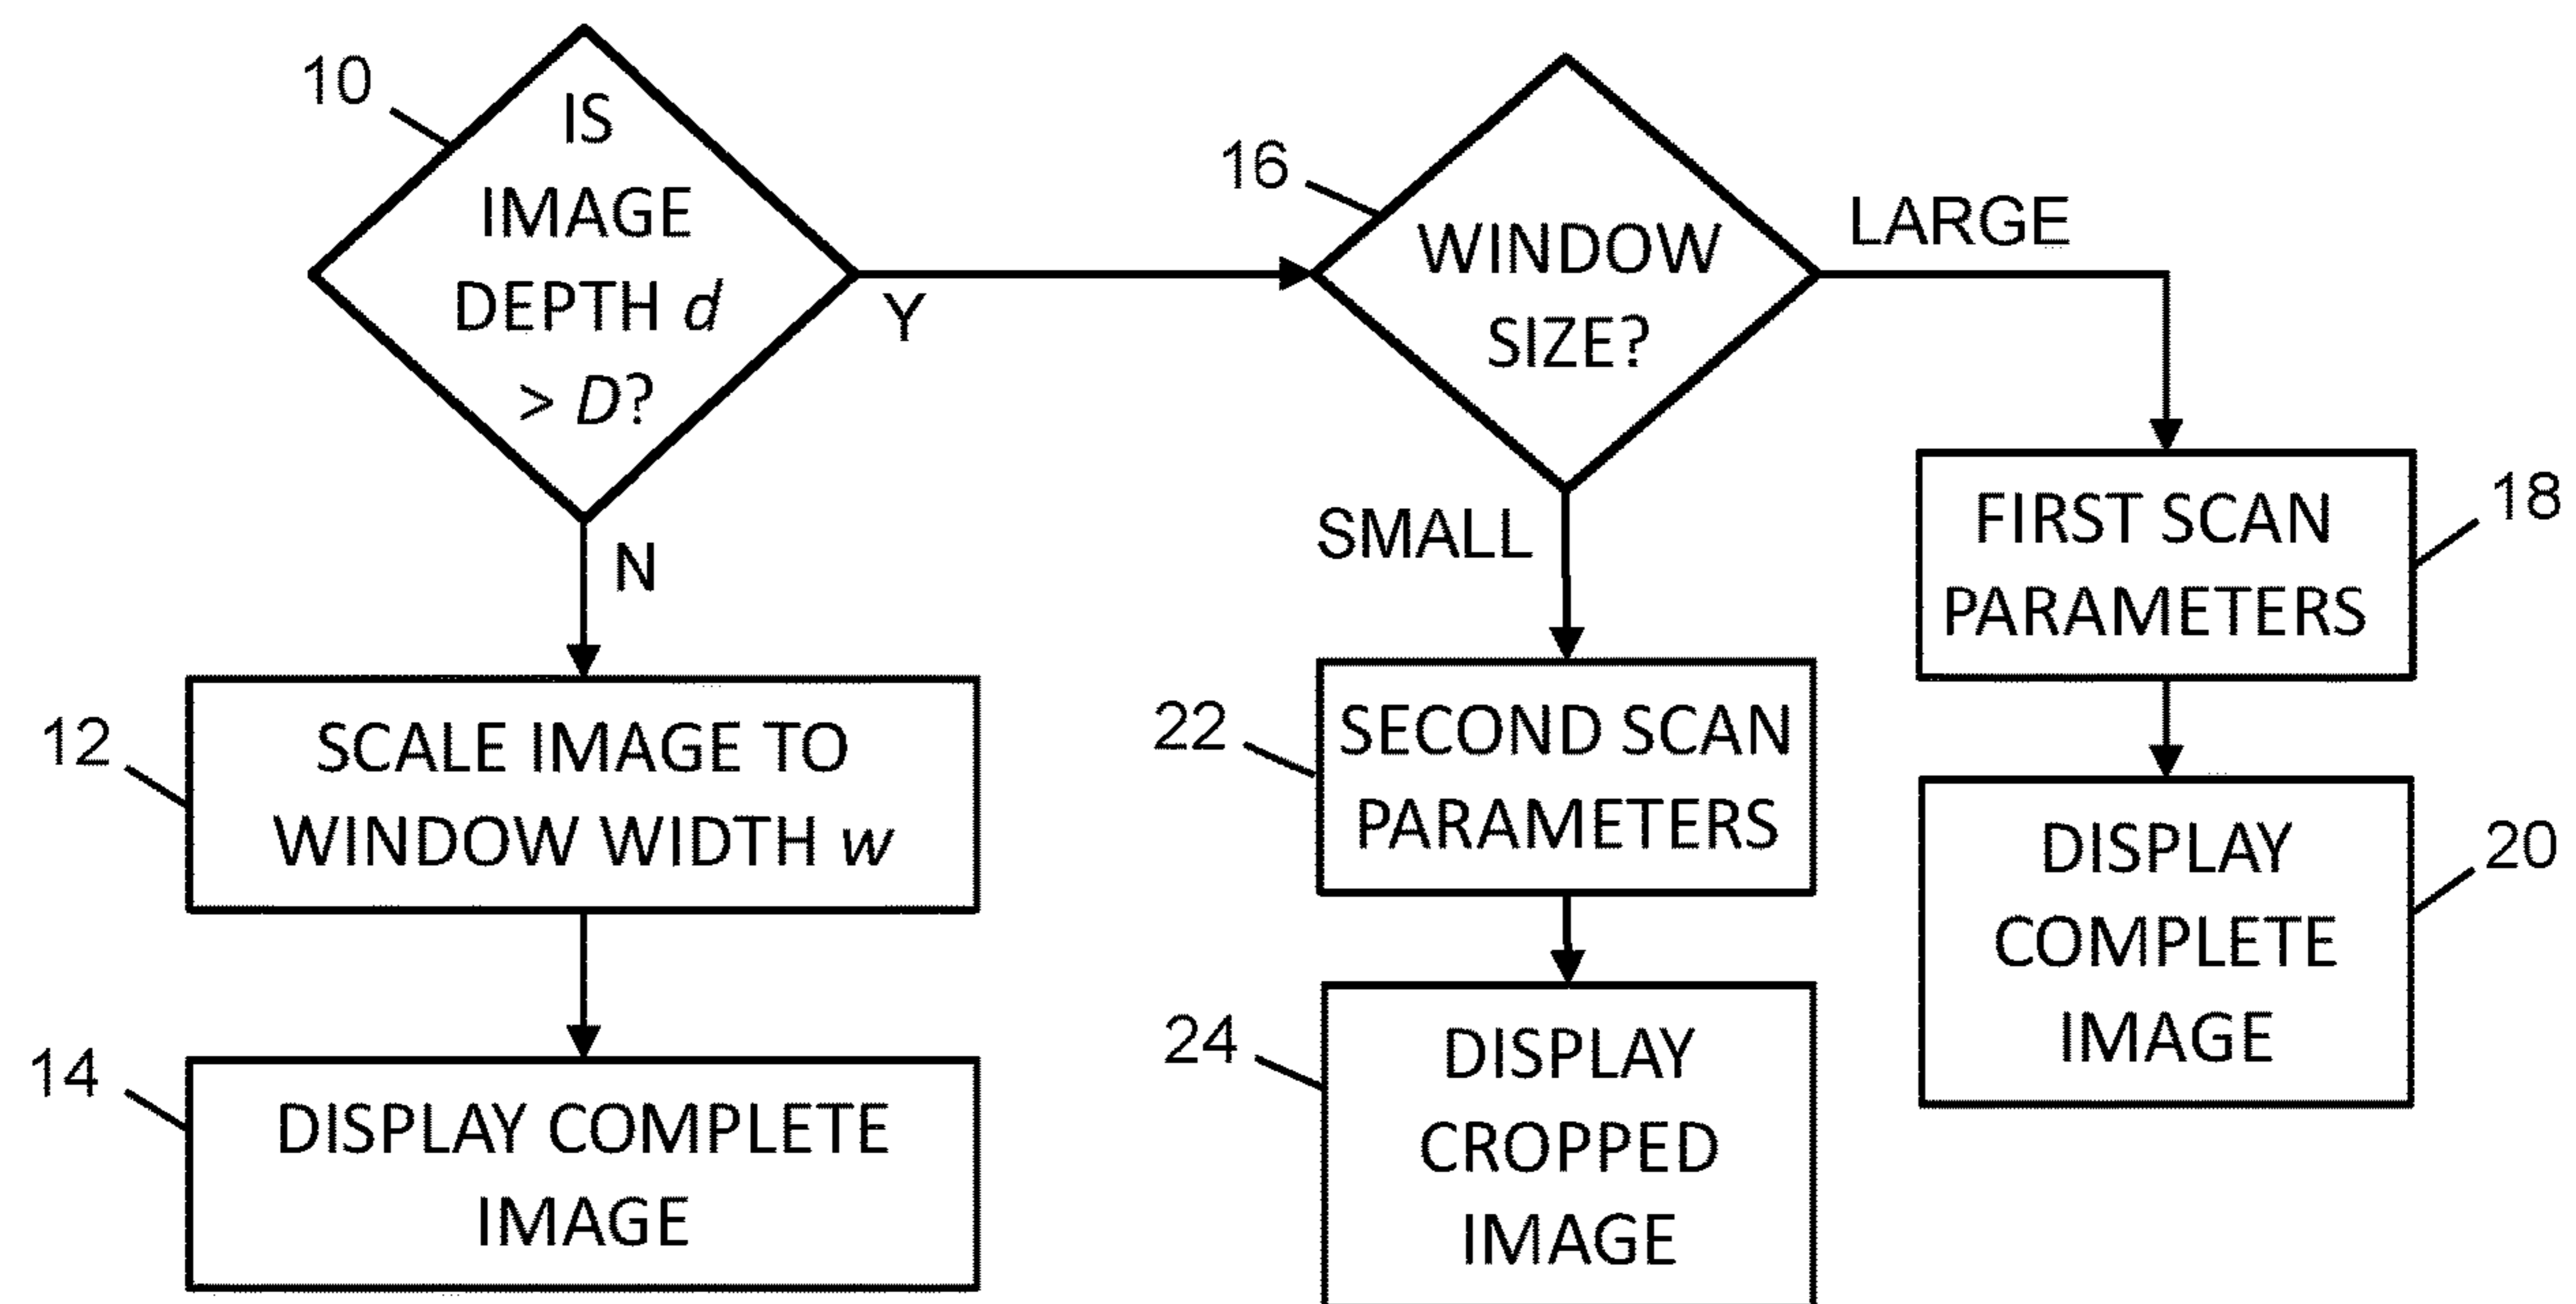 10
IS
IMAGE
DEPTH d
> D?
Y
N
12
SCALE IMAGE TO
WINDOW WIDTH w
14
DISPLAY COMPLETE
IMAGE
16
WINDOW
SIZE?
LARGE
SMALL
18
FIRST SCAN
PARAMETERS
20
DISPLAY
COMPLETE
IMAGE
22
SECOND SCAN
PARAMETERS
24
DISPLAY
CROPPED
IMAGE